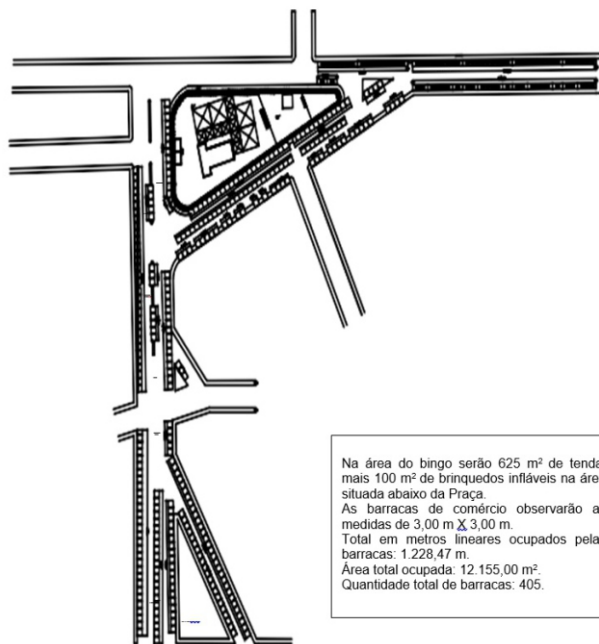 Na área do bingo serão 625 m² de tenda
mais 100 m² de brinquedos infláveis na áre
situada abaixo da Praça.
As barracas de comércio observarão a
medidas de 3,00 m X 3,00 m.
Total em metros lineares ocupados pela
barracas: 1.228,47 m.
Área total ocupada: 12.155,00 m².
Quantidade total de barracas: 405.